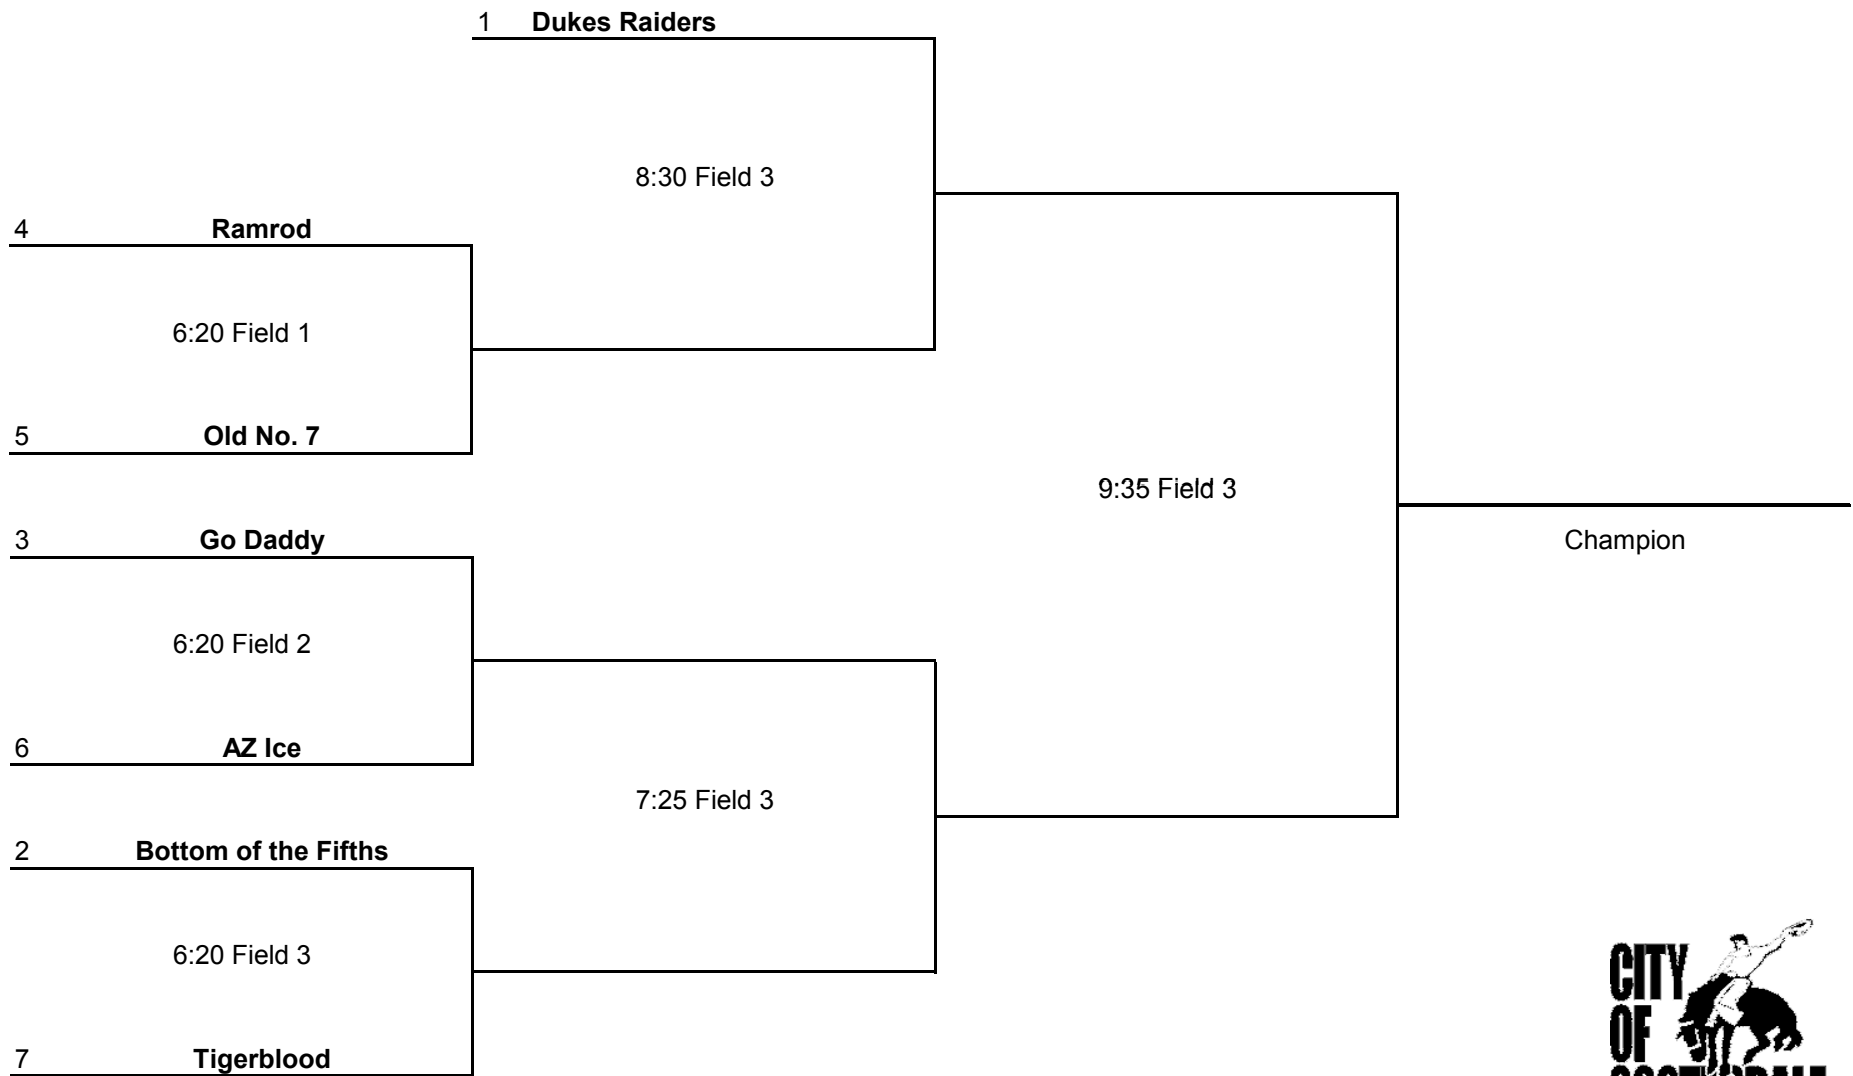 1 Dukes Raiders
8:30 Field 3
4 Ramrod
6:20 Field 1
5 Old No. 7
9:35 Field 3
3 Go Daddy
Champion
6:20 Field 2
6 AZ Ice
7:25 Field 3
2 Bottom of the Fifths
6:20 Field 3
7 Tigerblood
CITY
OF